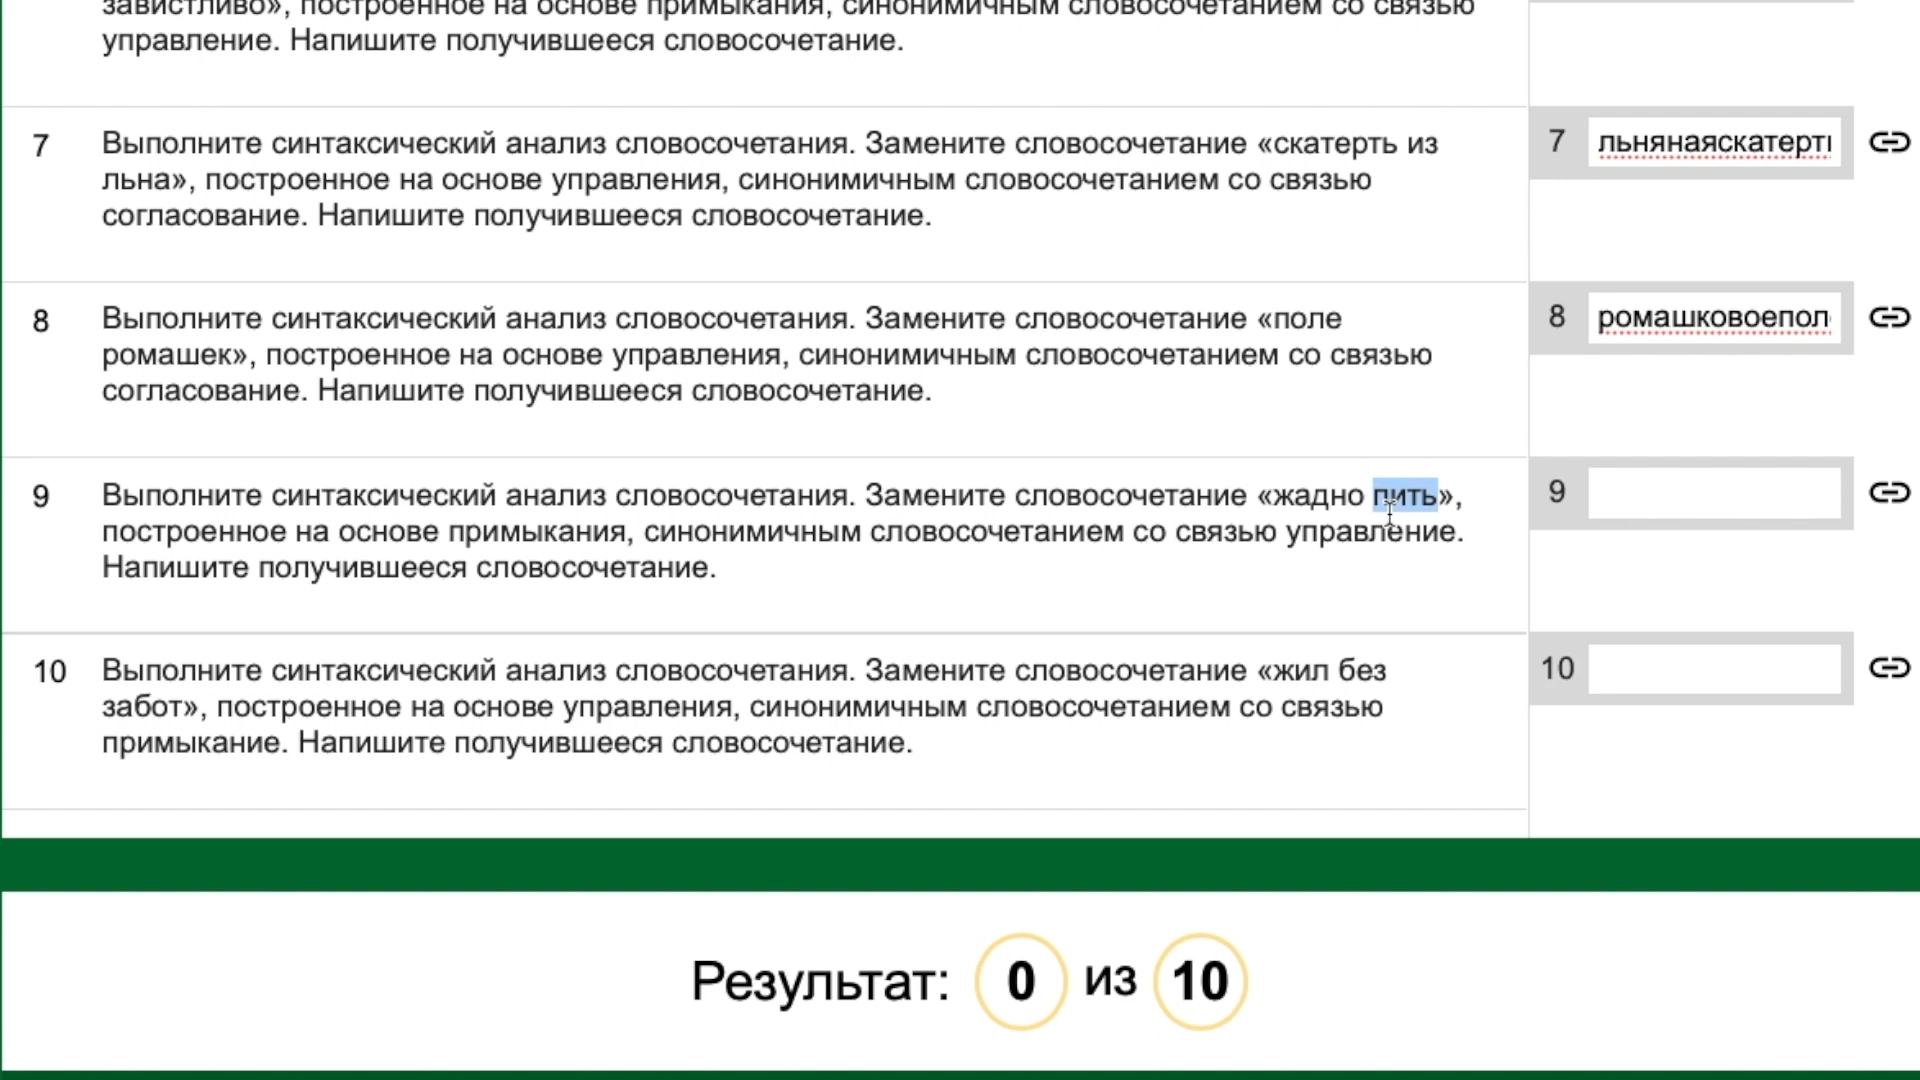 завистливо», построенное на основе примыкания, синонимичным словосочетанием со связью
управление. Напишите получившееся словосочетание.
7
Выполните синтаксический анализ словосочетания. Замените словосочетание «скатерть из
льна», построенное на основе управления, синонимичным словосочетанием со связью
согласование. Напишите получившееся словосочетание.
7 льнянаяскатерть
8
Выполните синтаксический анализ словосочетания. Замените словосочетание «поле
ромашек», построенное на основе управления, синонимичным словосочетанием со связью
согласование. Напишите получившееся словосочетание.
8 ромашковоепол
9
Выполните синтаксический анализ словосочетания. Замените словосочетание «жадно пить»,
построенное на основе примыкания, синонимичным словосочетанием со связью управление.
Напишите получившееся словосочетание.
9
10
Выполните синтаксический анализ словосочетания. Замените словосочетание «жил без
забот», построенное на основе управления, синонимичным словосочетанием со связью
примыкание. Напишите получившееся словосочетание.
10
Результат: 0 из 10